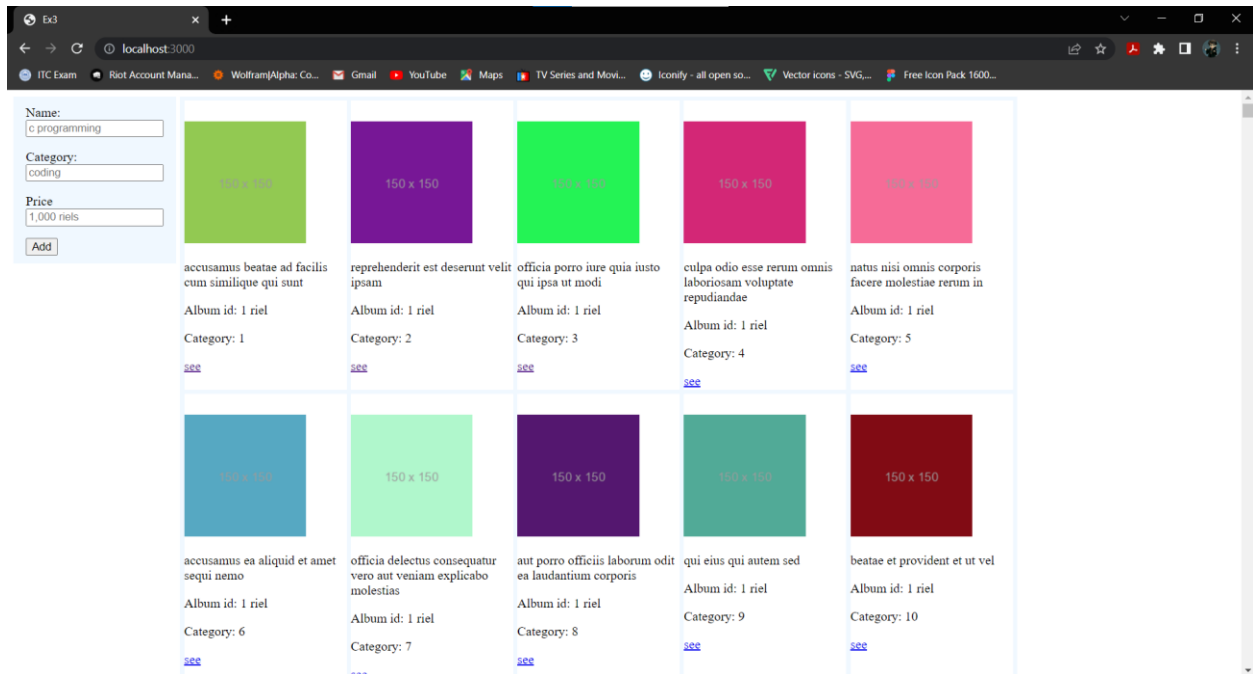 Ex3
localhost:3000
ITC Exam
Riot Account Mana...
Wolfram|Alpha: Co...
Gmail
YouTube
Maps
TV Series and Movi...
Iconify - all open so...
Vector icons - SVG,...
Free Icon Pack 1600...
Name:
c programming
Category:
coding
Price
1,000 riels
Add
150 x 150
accusamus beatae ad facilis
cum similique qui sunt
Album id: 1 riel
Category: 1
see
150 x 150
reprehenderit est deserunt velit
ipsam
Album id: 1 riel
Category: 2
see
150 x 150
officia porro iure quia iusto
qui ipsa ut modi
Album id: 1 riel
Category: 3
see
150 x 150
culpa odio esse rerum omnis
laboriosam voluptate
repudiandae
Album id: 1 riel
Category: 4
see
150 x 150
natus nisi omnis corporis
facere molestiae rerum in
Album id: 1 riel
Category: 5
see
150 x 150
accusamus ea aliquid et amet
sequi nemo
Album id: 1 riel
Category: 6
see
150 x 150
officia delectus consequatur
vero aut veniam explicabo
molestias
Album id: 1 riel
Category: 7
see
150 x 150
aut porro officiis laborum odit
ea laudantium corporis
Album id: 1 riel
Category: 8
see
150 x 150
qui eius qui autem sed
Album id: 1 riel
Category: 9
see
150 x 150
beatae et provident et ut vel
Album id: 1 riel
Category: 10
see